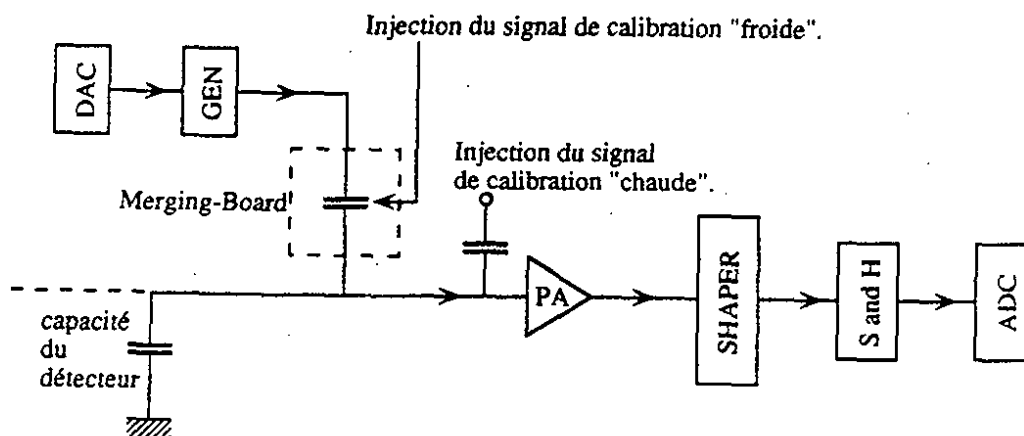 Injection du signal de calibration "froide".
DAC
GEN
Injection du signal
de calibration "chaude".
Merging-Board
PA
SHAPER
S and H
ADC
capacité
du
détecteur